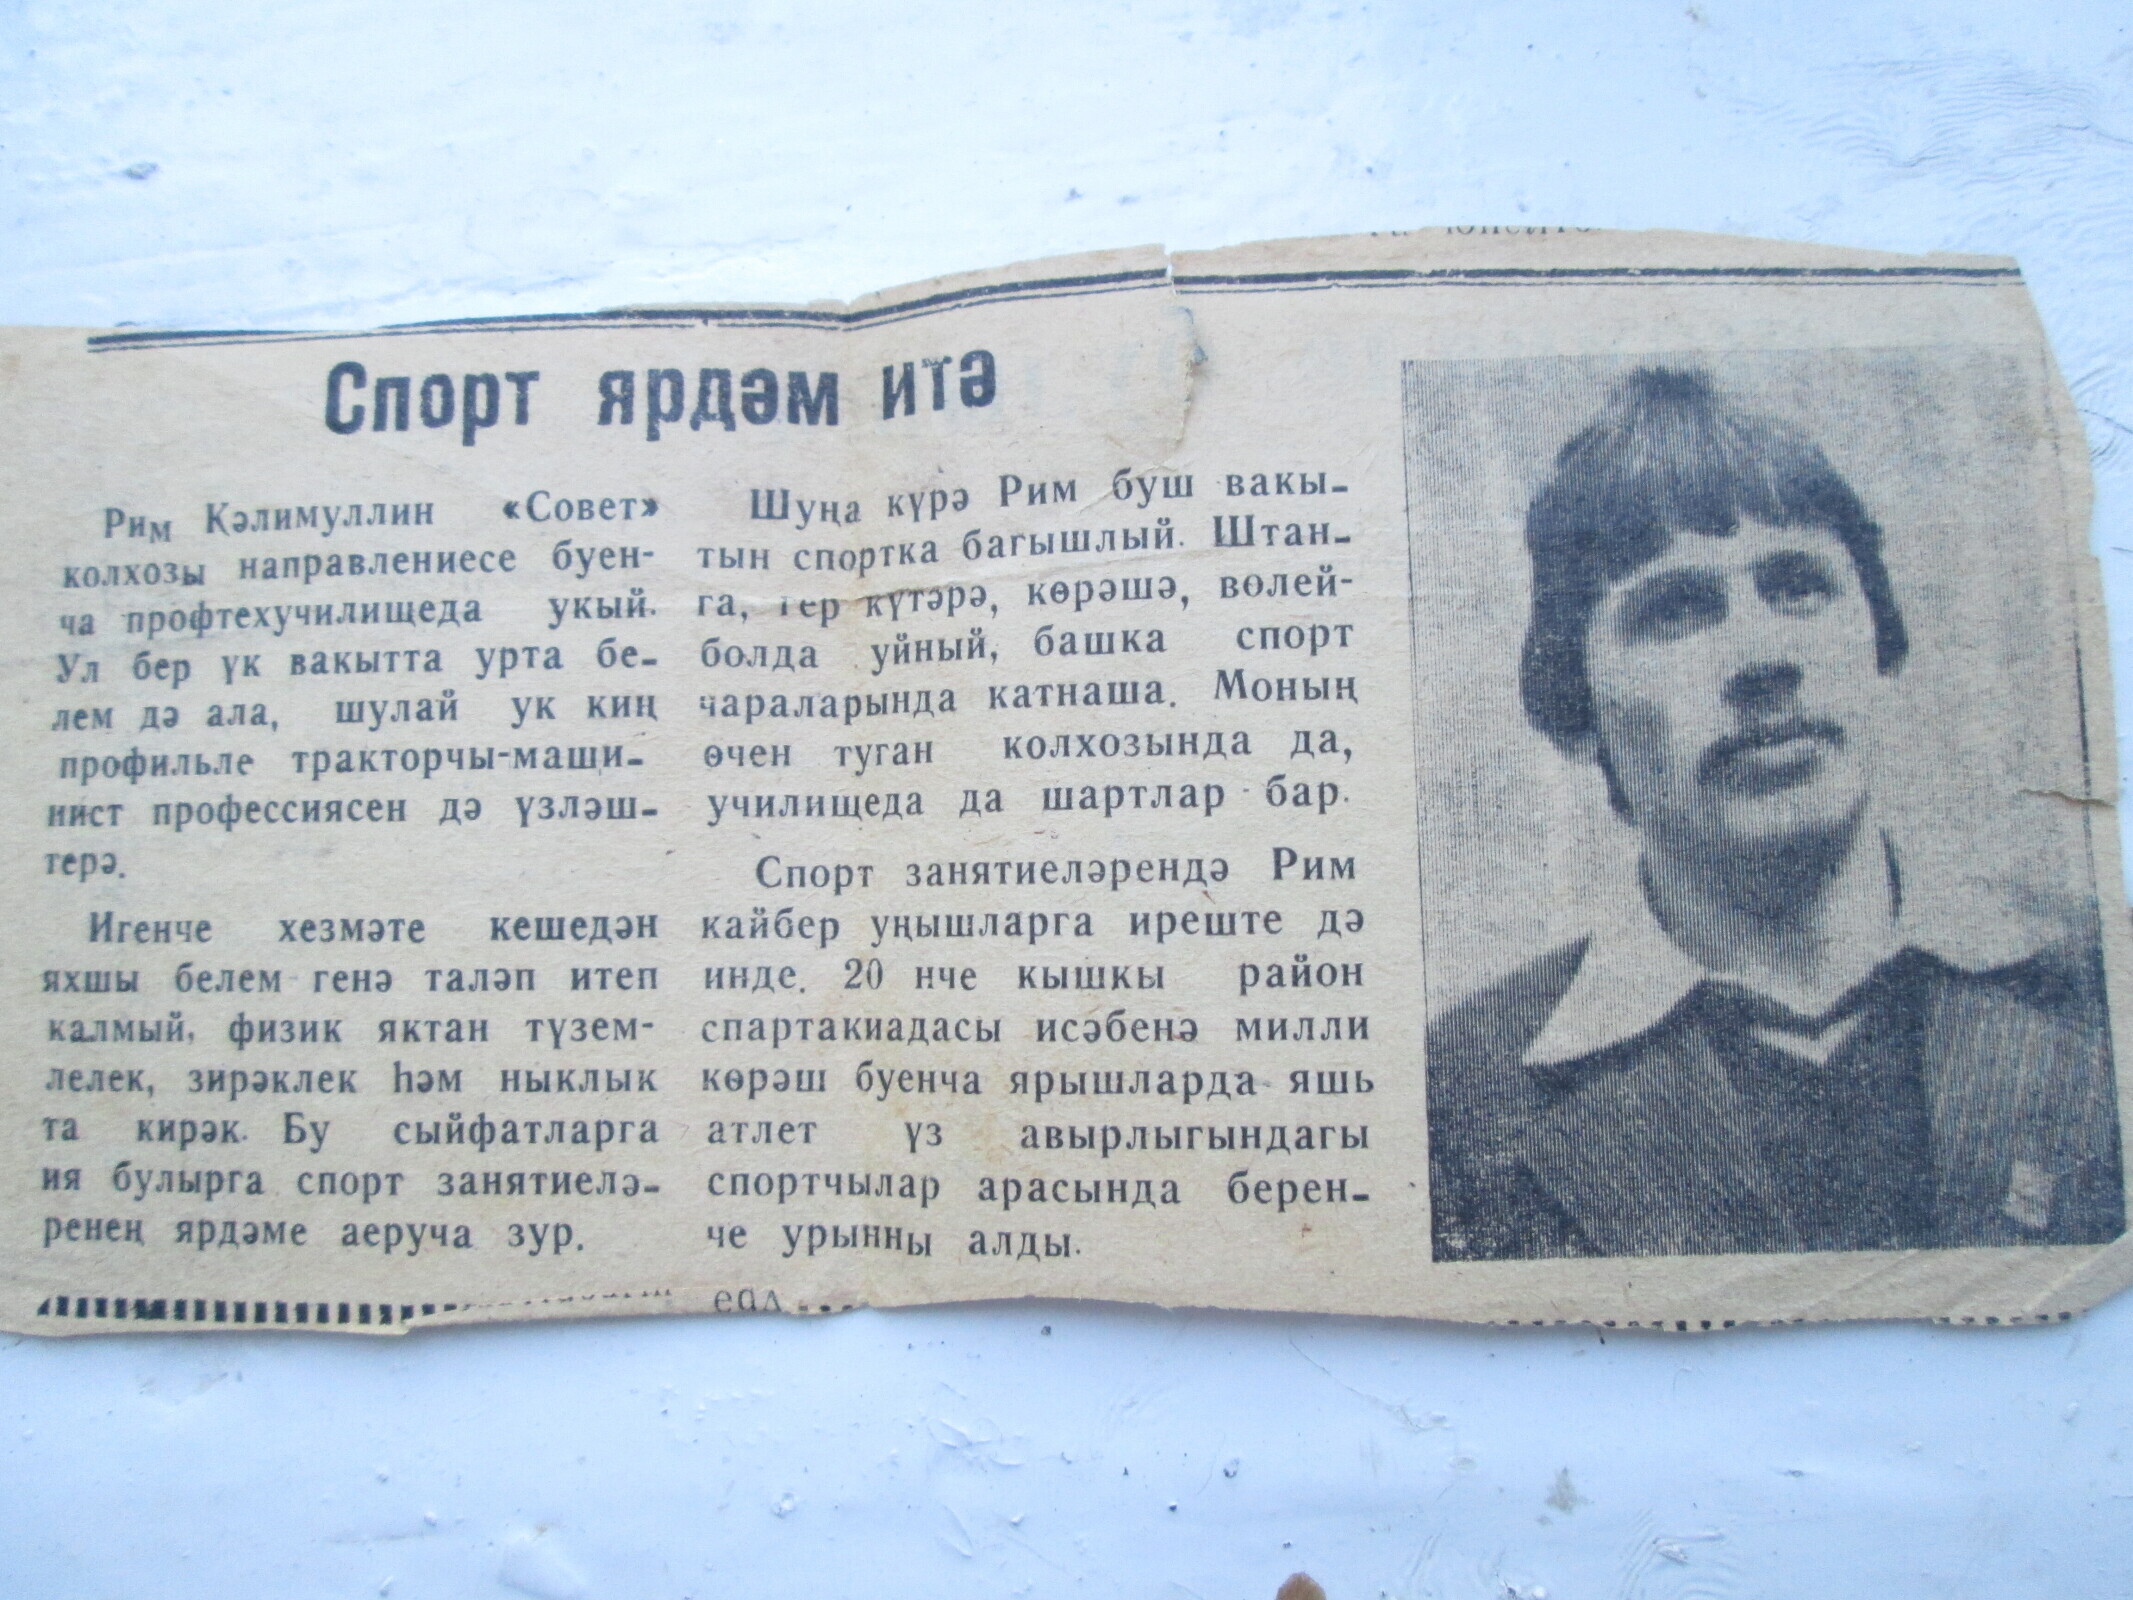 Спорт ярдәм итә
Рим Кәлимуллин «Совет»
колхозы направлениесе буен-
ча профтехучилищеда укый.
Ул бер үк вакытта урта бе-
лем дә ала, шулай ук киң
профильле тракторчы-маши-
нист профессиясен дә үзләш-
терә.
Игенче хезмәте кешедән
яхшы белем генә таләп итеп
калмый, физик яктан түзем-
лелек, зирәклек һәм ныклык
та кирәк. Бу сыйфатларга
ия булырга спорт занятиелә-
ренең ярдәме аеруча зур.
Шуңа күрә Рим буш вакы-
тын спортка багышлый. Штан-
га, гер күтәрә, көрәшә, волей-
болда уйный, башка спорт
чараларында катнаша. Моның
өчен туган колхозында да,
училищеда да шартлар бар.
Спорт занятиеләрендә Рим
кайбер уңышларга иреште дә
инде. 20 нче кышкы район
спартакиадасы исәбенә милли
көрәш буенча ярышларда яшь
атлет үз авырлыгындагы
спортчылар арасында берен-
че урынны алды.